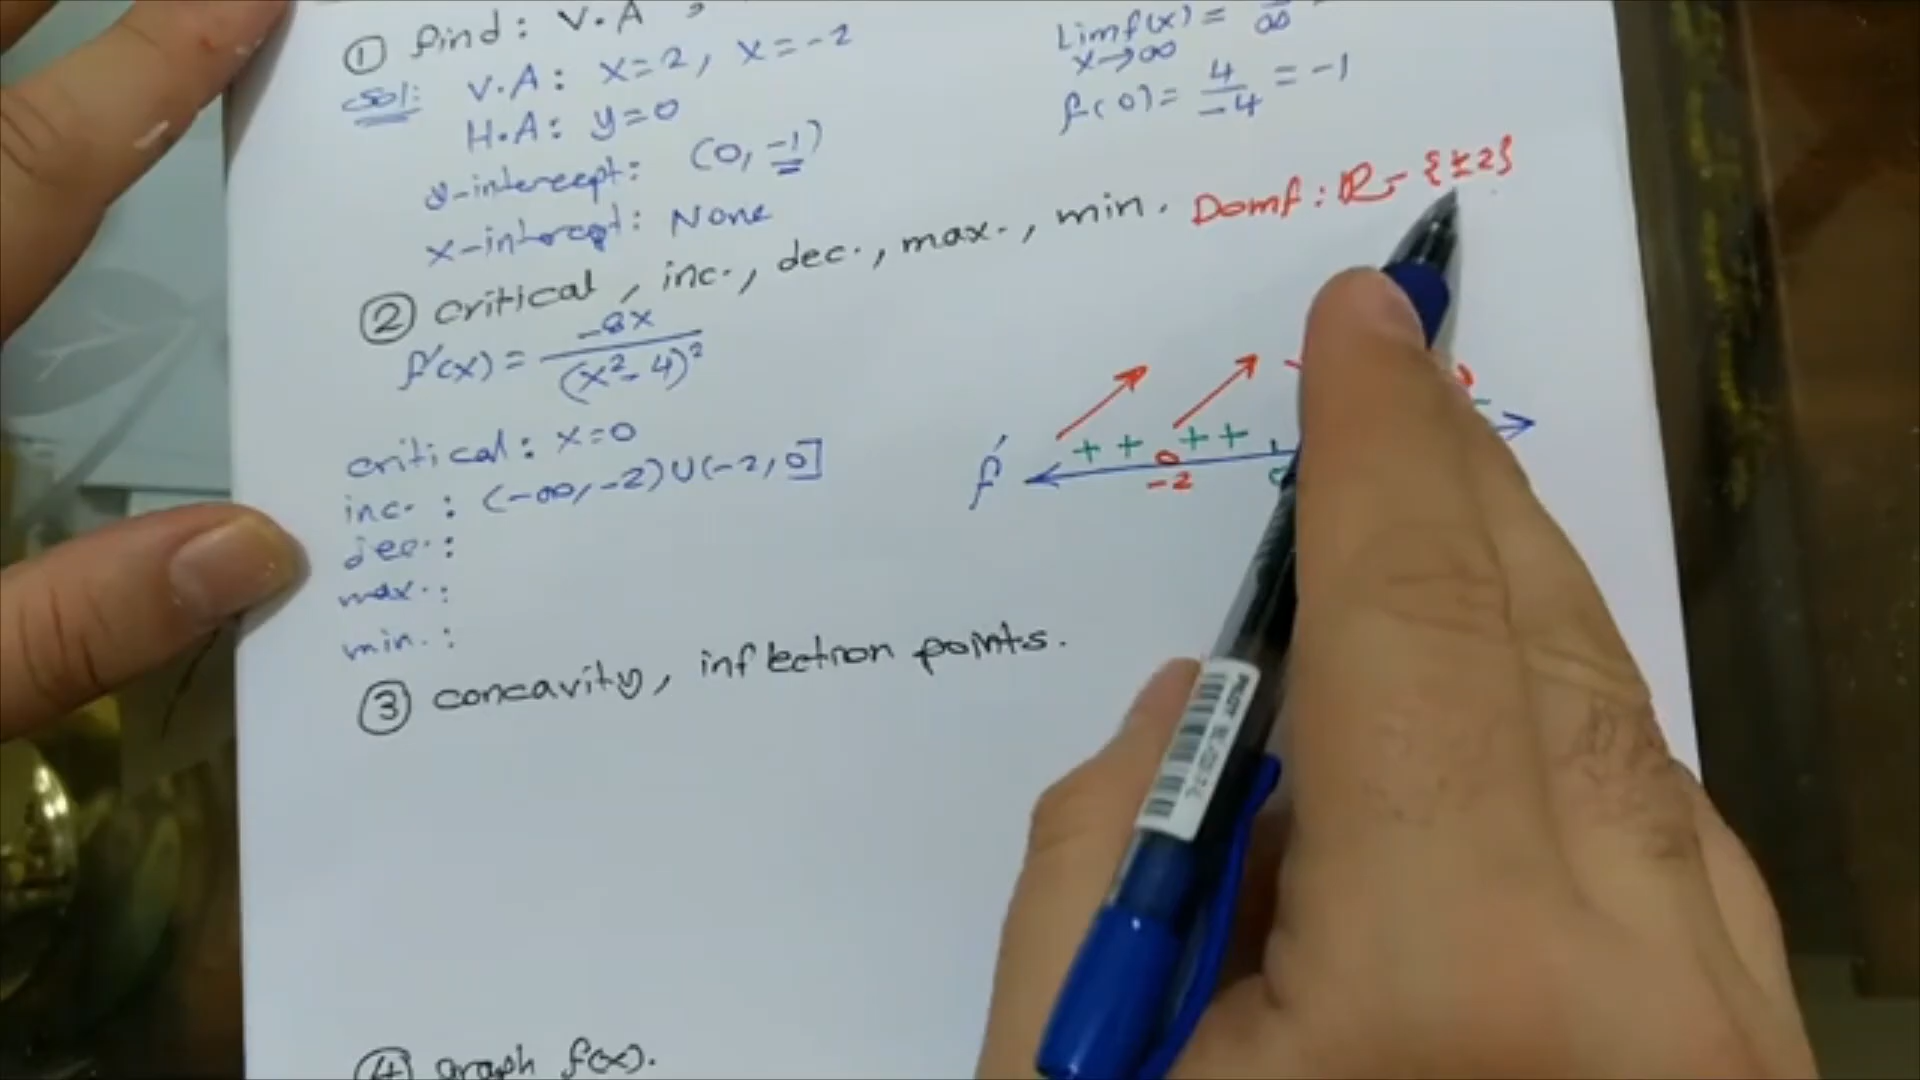 ① find: V.A ,
Sol: V.A: x=2, x=-2
H.A: y=0
y-intercept: (0, -1)
x-intercept: None
Lim f(x) = ∞
x→∞
f(0) = 4/-4 = -1
② critical, inc., dec., max., min. Domf: ℝ-{±2}
f'(x) = -8x/(x²-4)²
critical: x=0
inc. : (-∞, -2)∪(-2, 0]
dec. :
max. :
min. :
f' + + + +
-2
③ concavity, inflection points.
④ graph f(x).